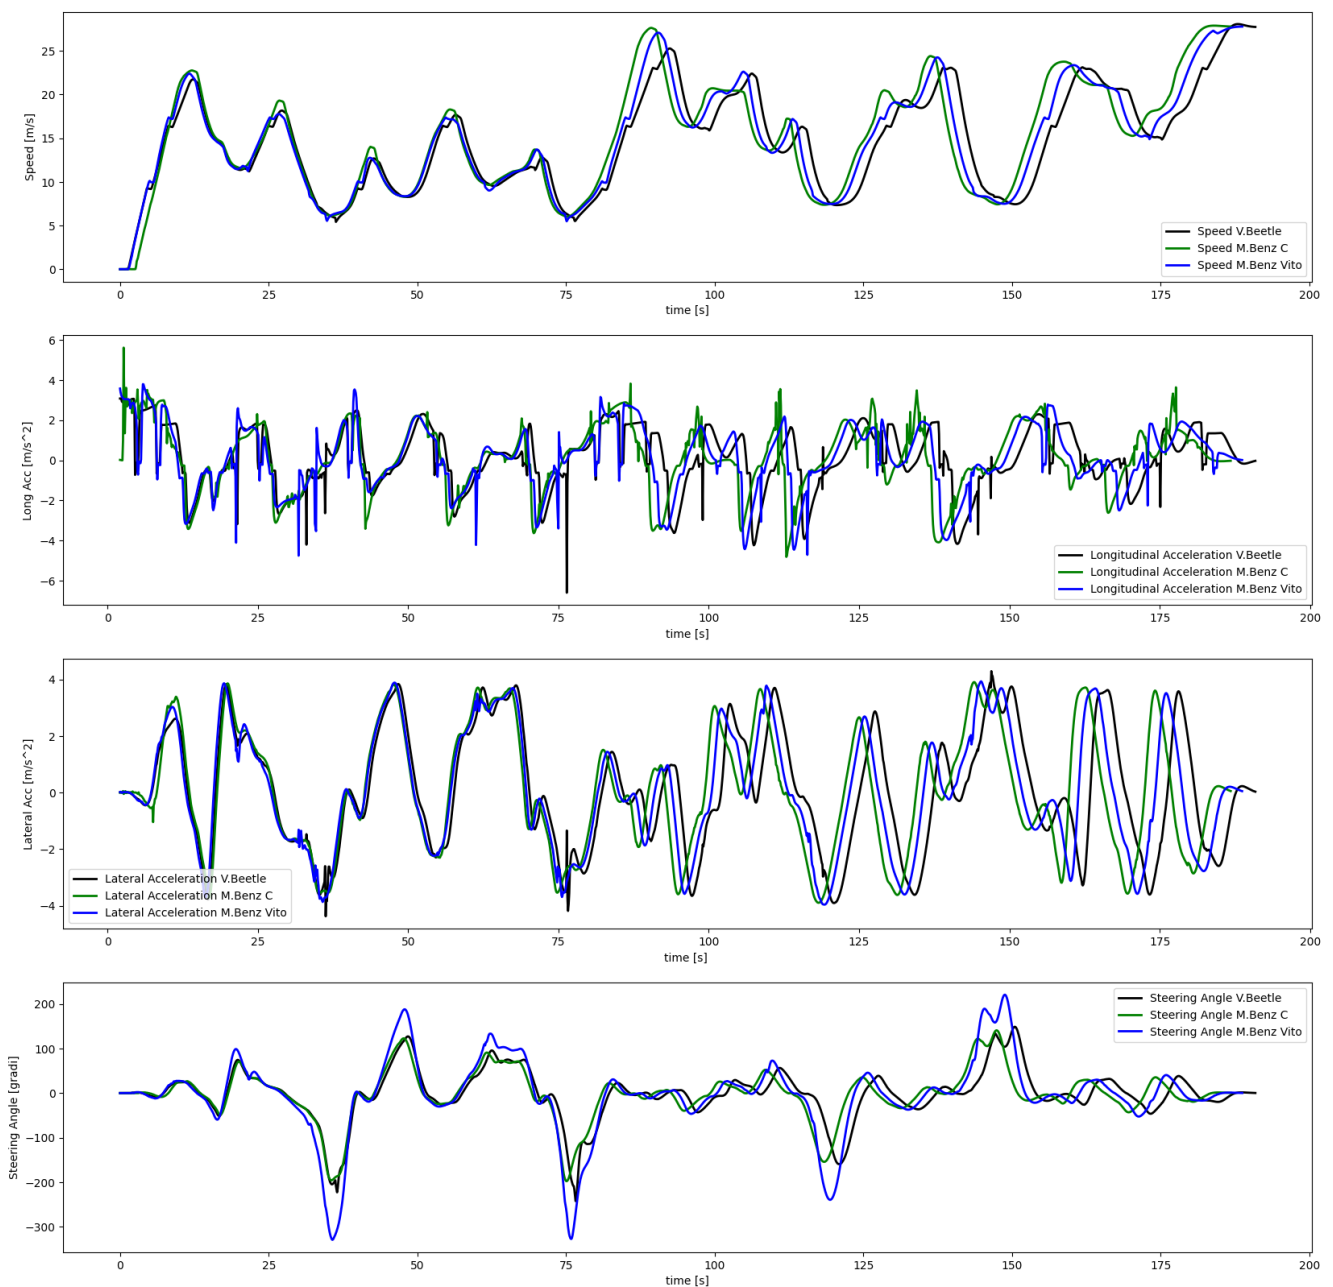 25
20
15
10
5
0
Speed [m/s]
Speed V.Beetle
Speed M.Benz C
Speed M.Benz Vito
0 25 50 75 100 125 150 175 200
time [s]
6
4
2
0
−2
−4
−6
Long Acc [m/s^2]
Longitudinal Acceleration V.Beetle
Longitudinal Acceleration M.Benz C
Longitudinal Acceleration M.Benz Vito
0 25 50 75 100 125 150 175 200
time [s]
4
2
0
−2
−4
Lateral Acc [m/s^2]
Lateral Acceleration V.Beetle
Lateral Acceleration M.Benz C
Lateral Acceleration M.Benz Vito
0 25 50 75 100 125 150 175 200
time [s]
200
100
0
−100
−200
−300
Steering Angle [gradi]
Steering Angle V.Beetle
Steering Angle M.Benz C
Steering Angle M.Benz Vito
0 25 50 75 100 125 150 175 200
time [s]